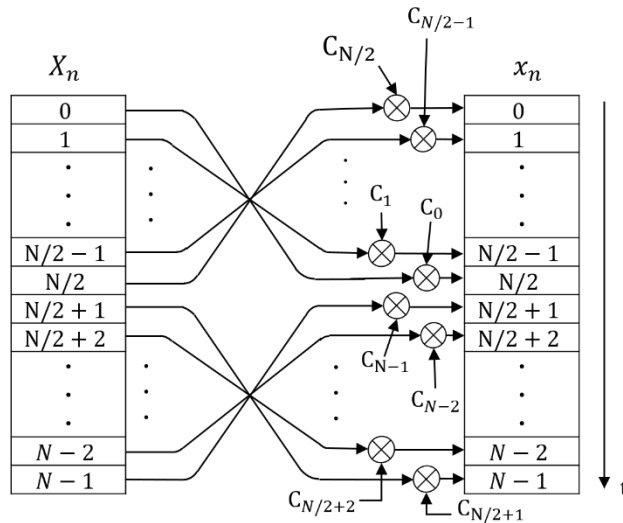 C_{N/2-1}
C_{N/2}
X_n
x_n
0
0
1
1
C_1
C_0
N/2 − 1
N/2 − 1
N/2
N/2
N/2 + 1
N/2 + 1
N/2 + 2
N/2 + 2
C_{N-1}
C_{N-2}
N − 2
N − 2
N − 1
N − 1
t
C_{N/2+2}
C_{N/2+1}